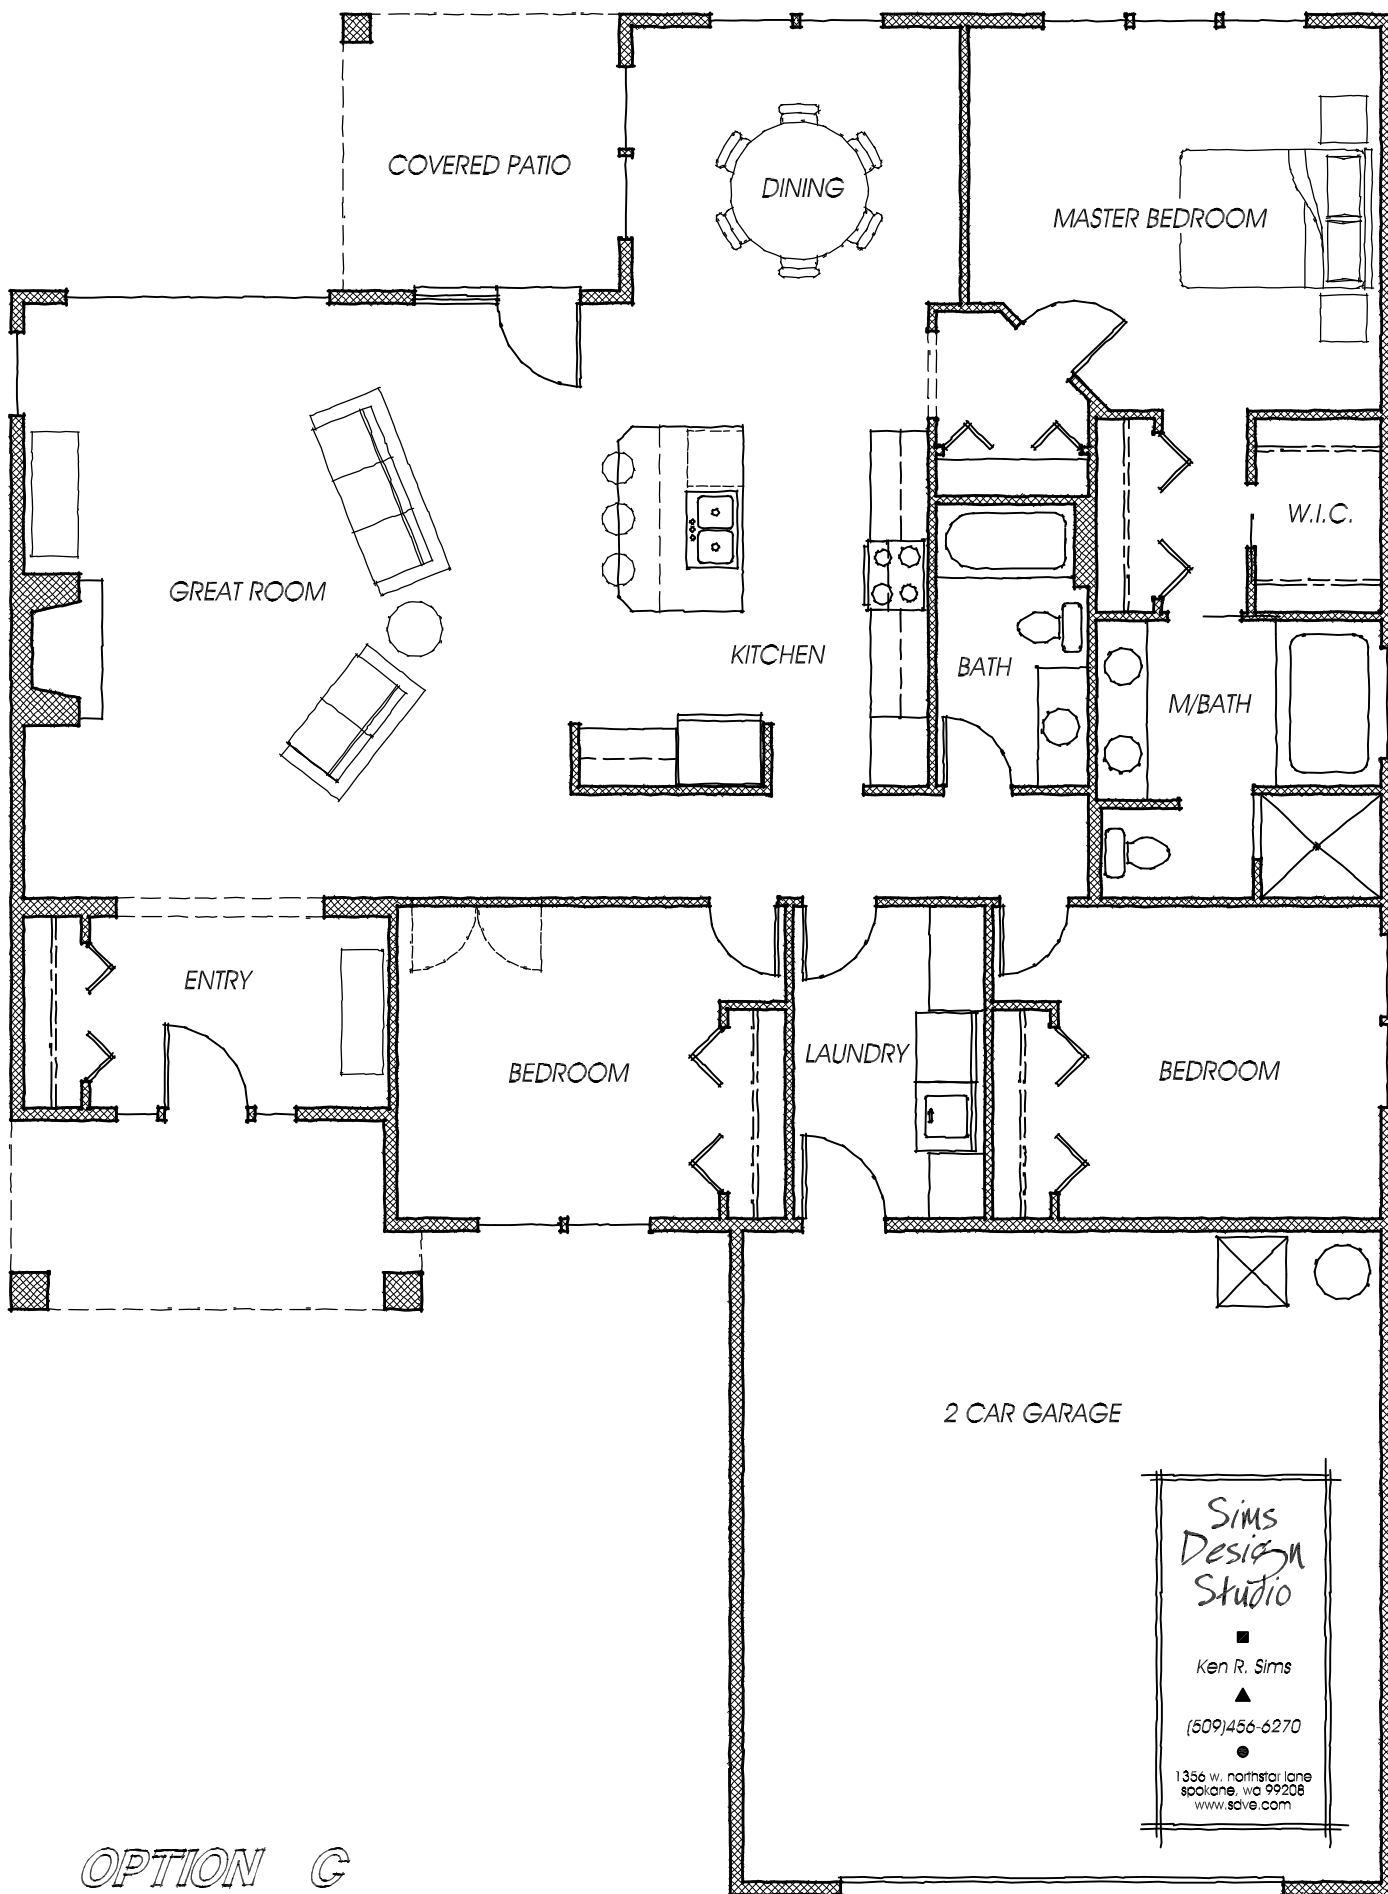 COVERED PATIO
DINING
MASTER BEDROOM
W.I.C.
GREAT ROOM
KITCHEN
BATH
M/BATH
ENTRY
BEDROOM
LAUNDRY
BEDROOM
2 CAR GARAGE
Sims
Design
Studio
Ken R. Sims
(509)456-6270
1356 w. northstar lane
spokane, wa 99208
www.sdve.com
OPTION G